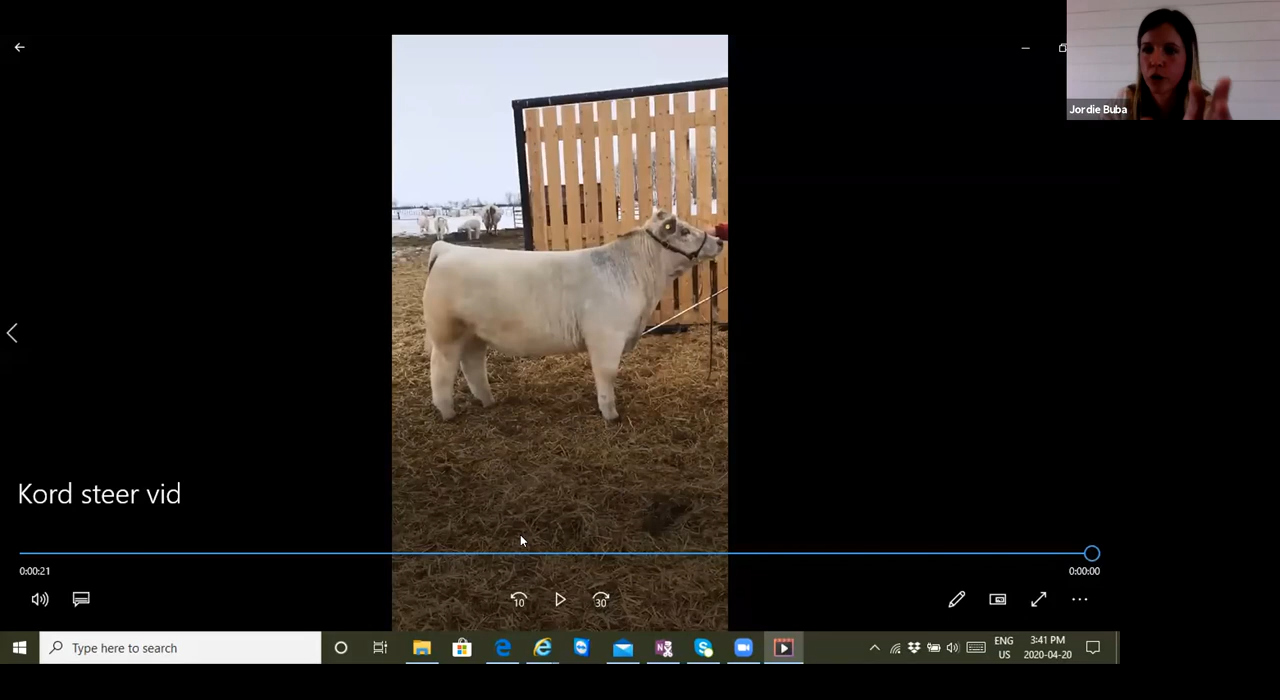 Jordie Buba
Kord steer vid
0:00:21
0:00:00
10
30
Type here to search
ENG
US
3:41 PM
2020-04-20